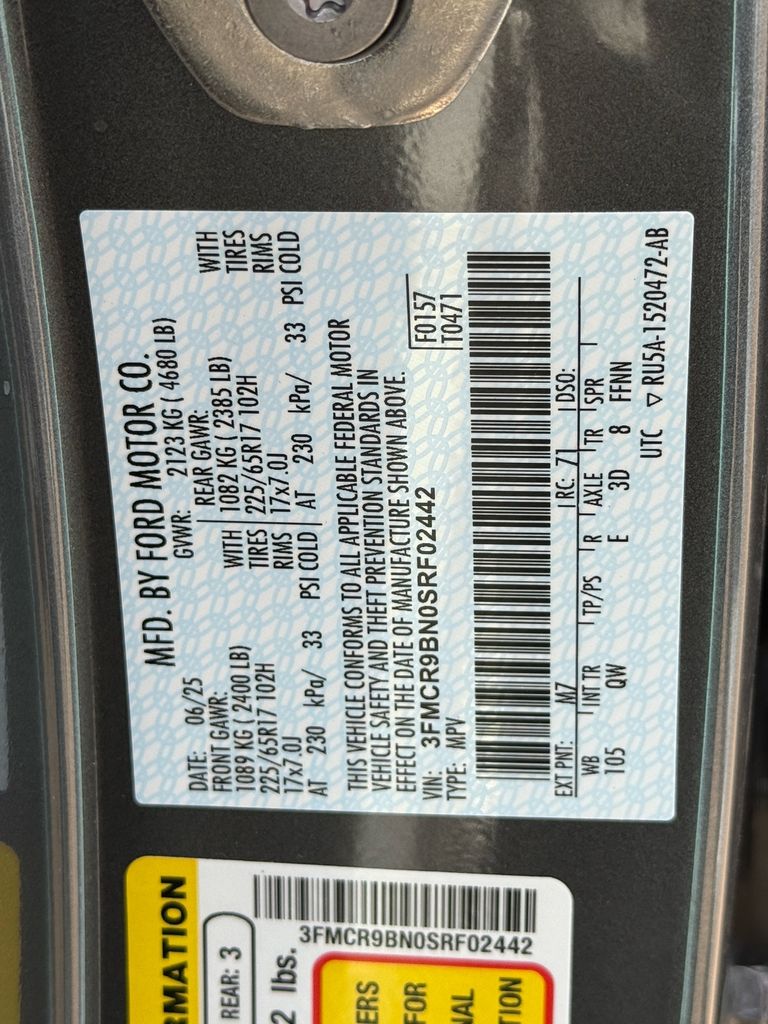 MFD. BY FORD MOTOR CO.
DATE: 06/25 GVWR: 2123 KG ( 4680 LB)
FRONT GAWR: REAR GAWR:
1089 KG ( 2400 LB) WITH 1082 KG ( 2385 LB) WITH
225/65R17 102H TIRES 225/65R17 102H TIRES
17x7.0J RIMS 17x7.0J RIMS
AT 230 kPa/ 33 PSI COLD AT 230 kPa/ 33 PSI COLD
THIS VEHICLE CONFORMS TO ALL APPLICABLE FEDERAL MOTOR
VEHICLE SAFETY AND THEFT PREVENTION STANDARDS IN
EFFECT ON THE DATE OF MANUFACTURE SHOWN ABOVE.
VIN: 3FMCR9BN0SRF02442 F0157
TYPE: MPV T0471
EXT PNT: M7 RC: 71 DSO:
WB INT TR TP/PS R AXLE TR SPR
105 QW E 3D 8 FFNN
UTC ▽ RU5A-1520472-AB
RMATION
REAR: 3
2 lbs.
3FMCR9BN0SRF02442
ERS
FOR
NAL
TION